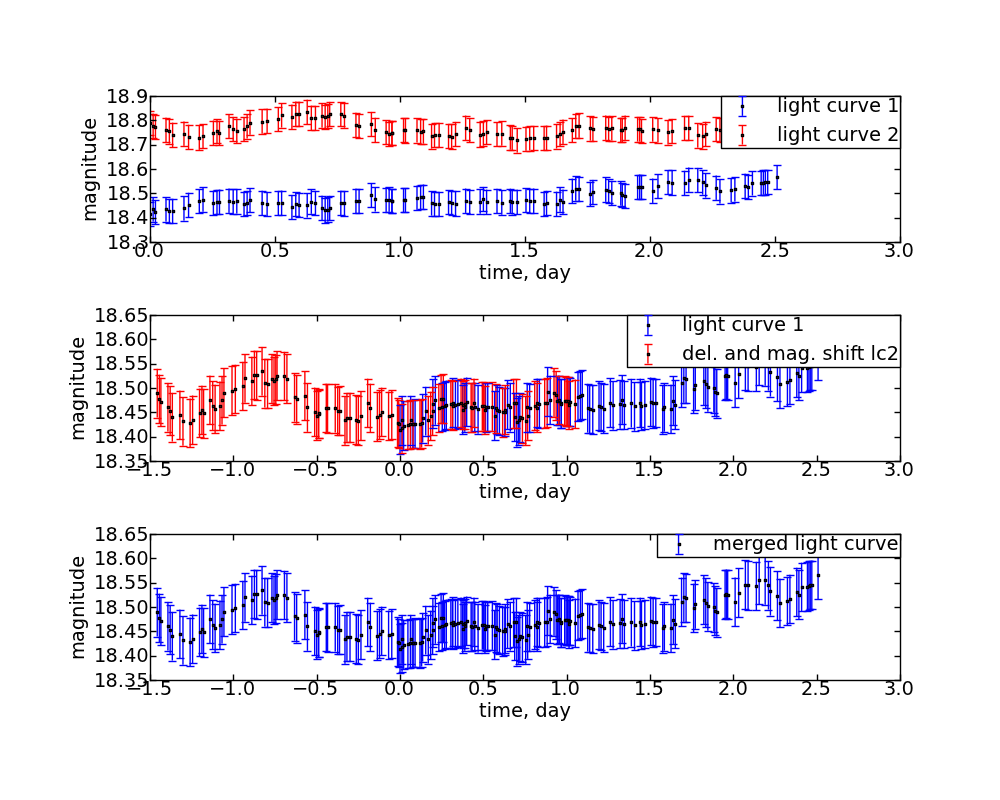 18.9
18.8
18.7
18.6
18.5
18.4
18.3
magnitude
light curve 1
light curve 2
0.0 0.5 1.0 1.5 2.0 2.5 3.0
time, day
18.65
18.60
18.55
18.50
18.45
18.40
18.35
magnitude
light curve 1
del. and mag. shift lc2
−1.5 −1.0 −0.5 0.0 0.5 1.0 1.5 2.0 2.5 3.0
time, day
18.65
18.60
18.55
18.50
18.45
18.40
18.35
magnitude
merged light curve
−1.5 −1.0 −0.5 0.0 0.5 1.0 1.5 2.0 2.5 3.0
time, day